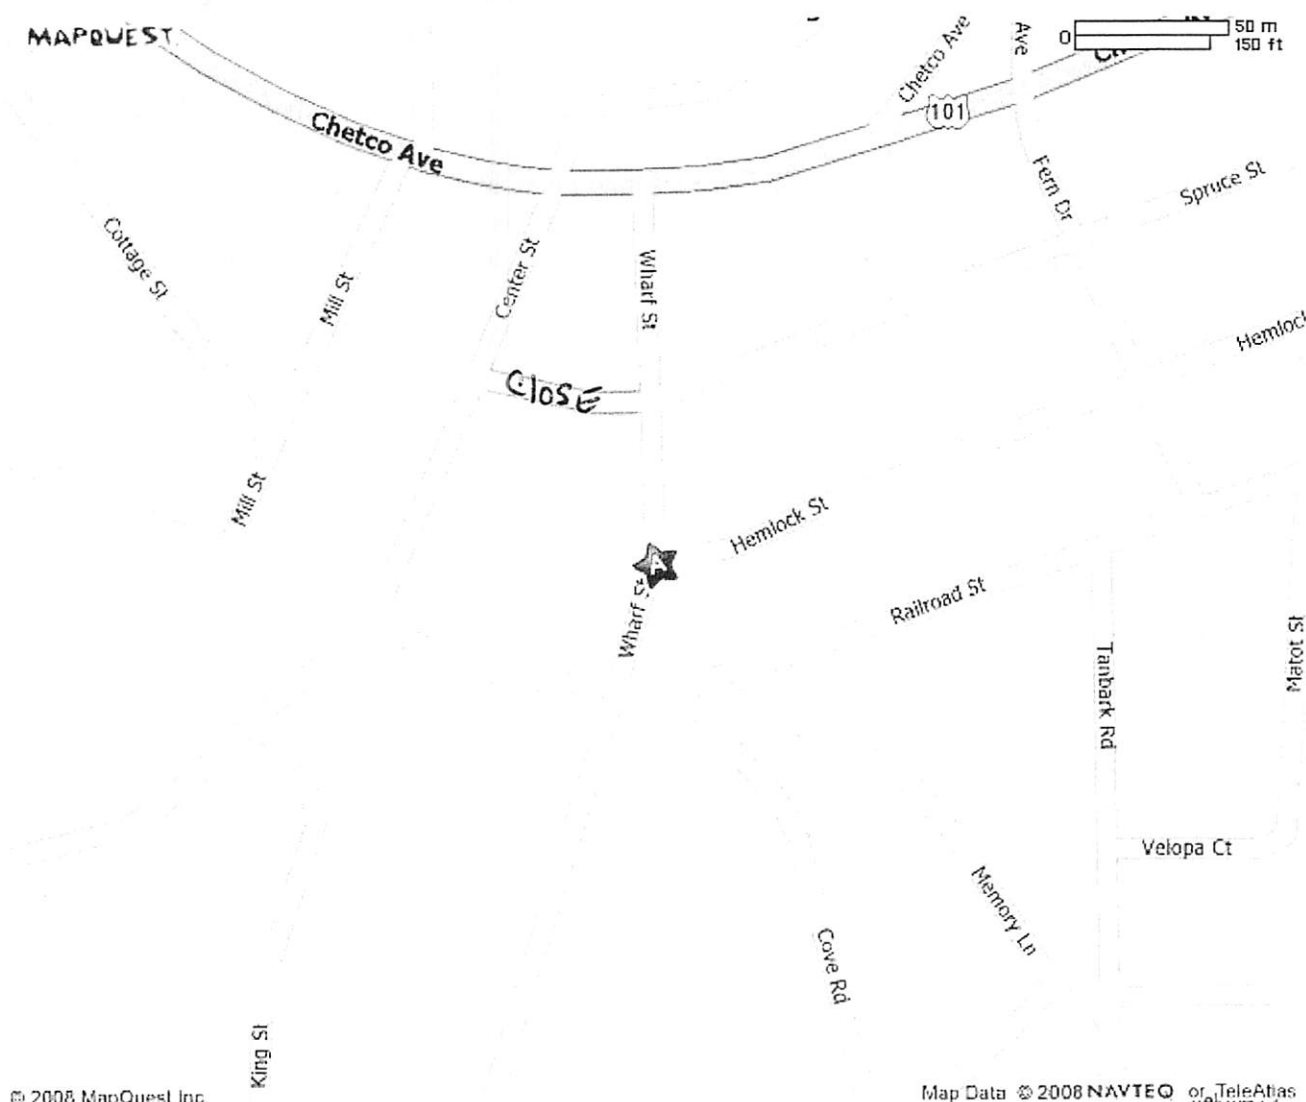 MAPQUEST
Chetco Ave
Ave
0
50 m
150 ft
101
Chetco Ave
Fern Dr
Spruce St
Cottage St
Mill St
Center St
Wharf St
Hemlock
ClOSE
Mill St
Hemlock St
A
Wharf St
Railroad St
Tanbark Rd
Matot St
Velopa Ct
Memory Ln
Cove Rd
King St
© 2008 MapQuest Inc
Map Data © 2008 NAVTEQ or TeleAtlas